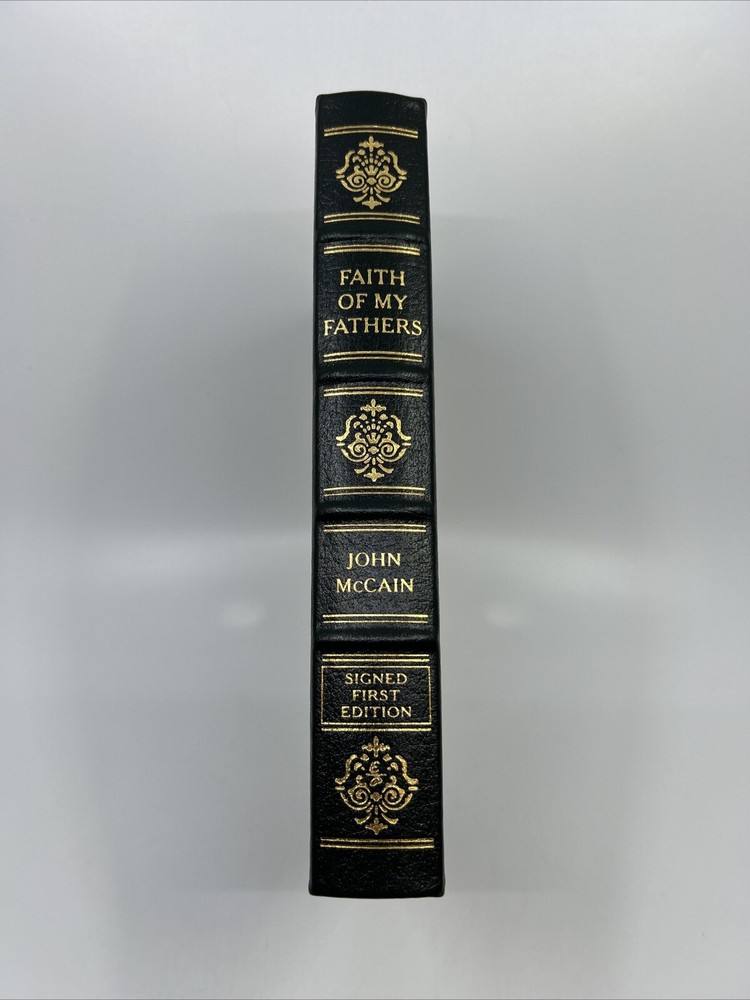 FAITH
OF MY
FATHERS
JOHN
McCAIN
SIGNED
FIRST
EDITION